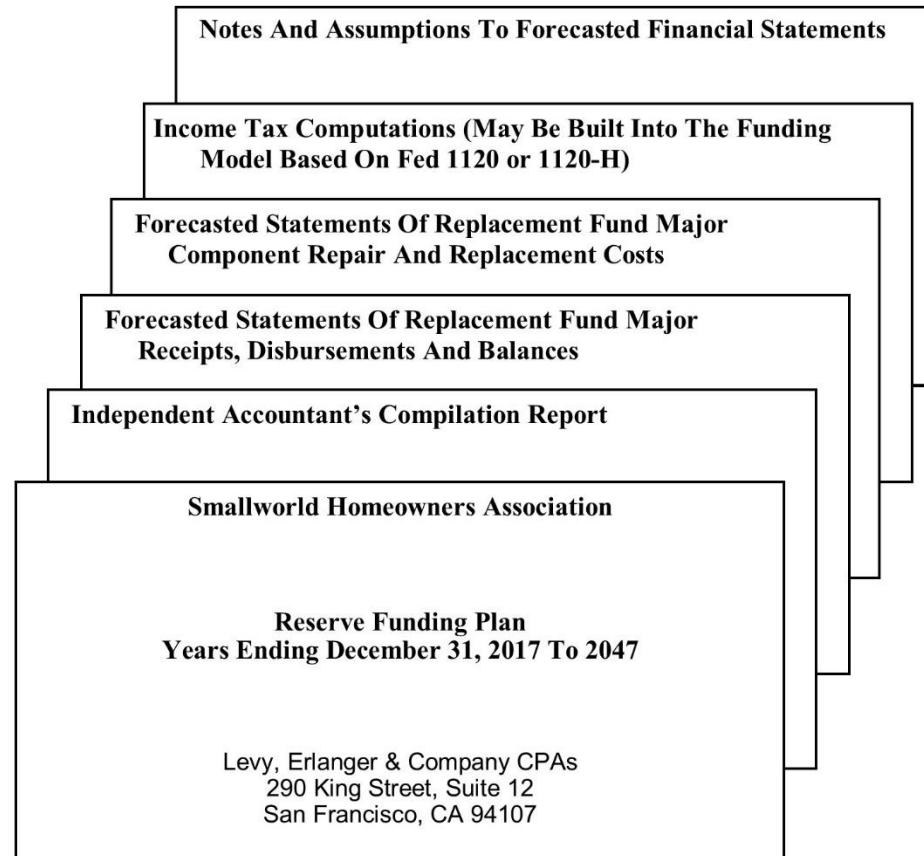 Notes And Assumptions To Forecasted Financial Statements
Income Tax Computations (May Be Built Into The Funding
Model Based On Fed 1120 or 1120-H)
Forecasted Statements Of Replacement Fund Major
Component Repair And Replacement Costs
Forecasted Statements Of Replacement Fund Major
Receipts, Disbursements And Balances
Independent Accountant’s Compilation Report
Smallworld Homeowners Association
Reserve Funding Plan
Years Ending December 31, 2017 To 2047
Levy, Erlanger & Company CPAs
290 King Street, Suite 12
San Francisco, CA 94107